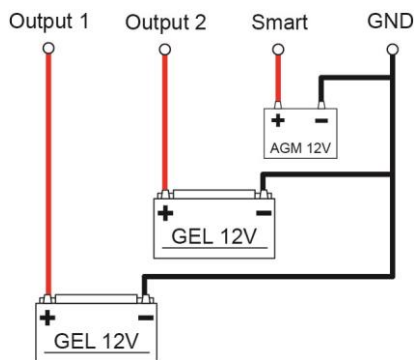 Output 1 Output 2 Smart GND
+ −
AGM 12V
+ −
GEL 12V
+ −
GEL 12V